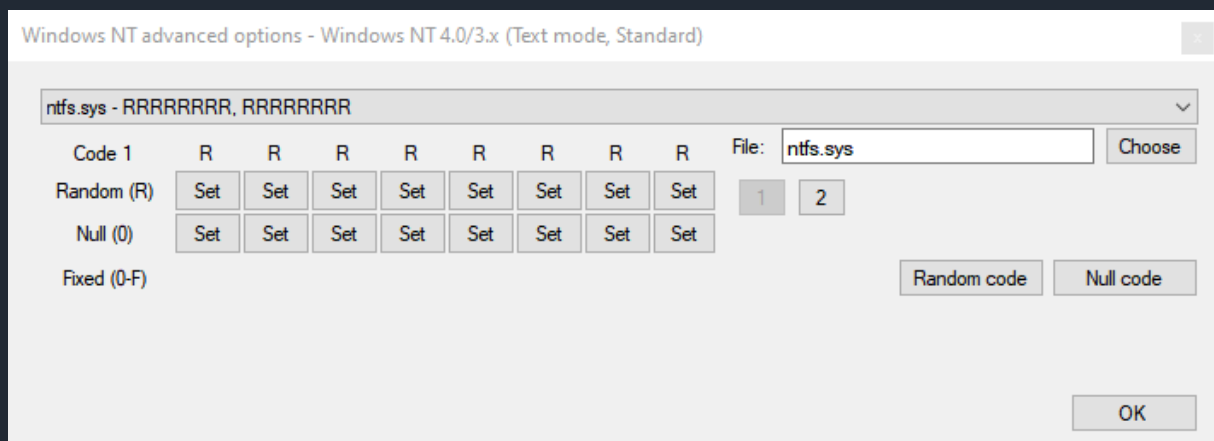 Windows NT advanced options - Windows NT 4.0/3.x (Text mode, Standard)
x
ntfs.sys - RRRRRRRR, RRRRRRRR
Code 1 R R R R R R R R File: ntfs.sys Choose
Random (R) Set Set Set Set Set Set Set Set 1 2
Null (0) Set Set Set Set Set Set Set Set
Fixed (0-F) Random code Null code
OK